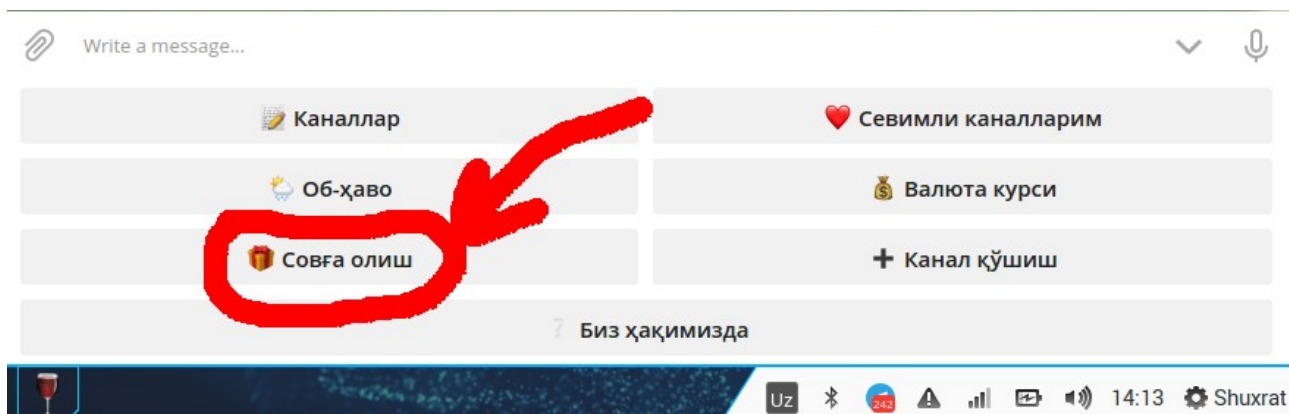 Write a message...
📝 Каналлар
❤️ Севимли каналларим
🌦 Об-ҳаво
💰 Валюта курси
🎁 Совға олиш
➕ Канал қўшиш
❔ Биз ҳақимизда
Uz 242 14:13 Shuxrat